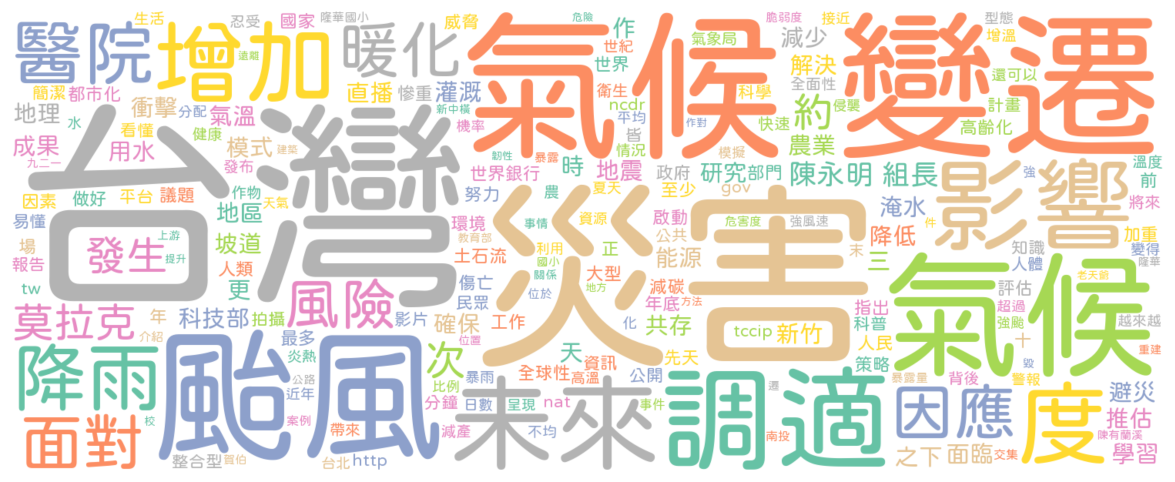 醫院
增加
暖化
氣候
變遷
台灣
災害
影響
氣候
颱風
降雨
面對
未來
調適
因應
度
風險
莫拉克
發生
生活
忍受
隆華國小
國家
威脅
遠離
簡潔
都市化
衝擊
分配
直播
慘重
灌溉
新中橫
地理
水
看懂
健康
氣溫
機率
成果
用水
模式
建築
九二一
發布
作
世紀
世界
危險
氣象局
衛生
ncdr
平均
科學
作對
皆
情況
模擬
快速
脆弱度
接近
減少
解決
全面性
約
侵襲
農業
型態
增溫
還可以
計畫
高齡化
世界銀行
韌性
暴露
時
地震
政府
研究
部門
陳永明
組長
溫度
前
強
將來
因素
做好
平台
議題
作物
天氣
地區
努力
農
夏天
至少
gov
淹水
件
易懂
場
報告
上游
提升
坡道
人類
環境
教育部
事情
資源
啟動
危害度
強風速
降低
加重
利用
正
公共
國小
能源
土石流
關係
末
三
知識
人體
變得
隆華
老天爺
tw
更
傷亡
民眾
位於
大型
地方
減碳
年底
方法
指出
評估
超過
強颱
越來越
年
介紹
科技部
拍攝
影片
確保
工作
化
共存
tccip
新竹
科普
人民
十
重建
毀
位置
最多
炎熱
次
天
資訊
先天
策略
全球性
高溫
公開
暴露量
背後
警報
避災
比例
暴雨
公路
近年
分鐘
日數
呈現
nat
事件
遷
推估
陳有蘭溪
案例
校
帶來
減產
不均
南投
整合型
賀伯
台北
http
之下
面臨
交集
學習